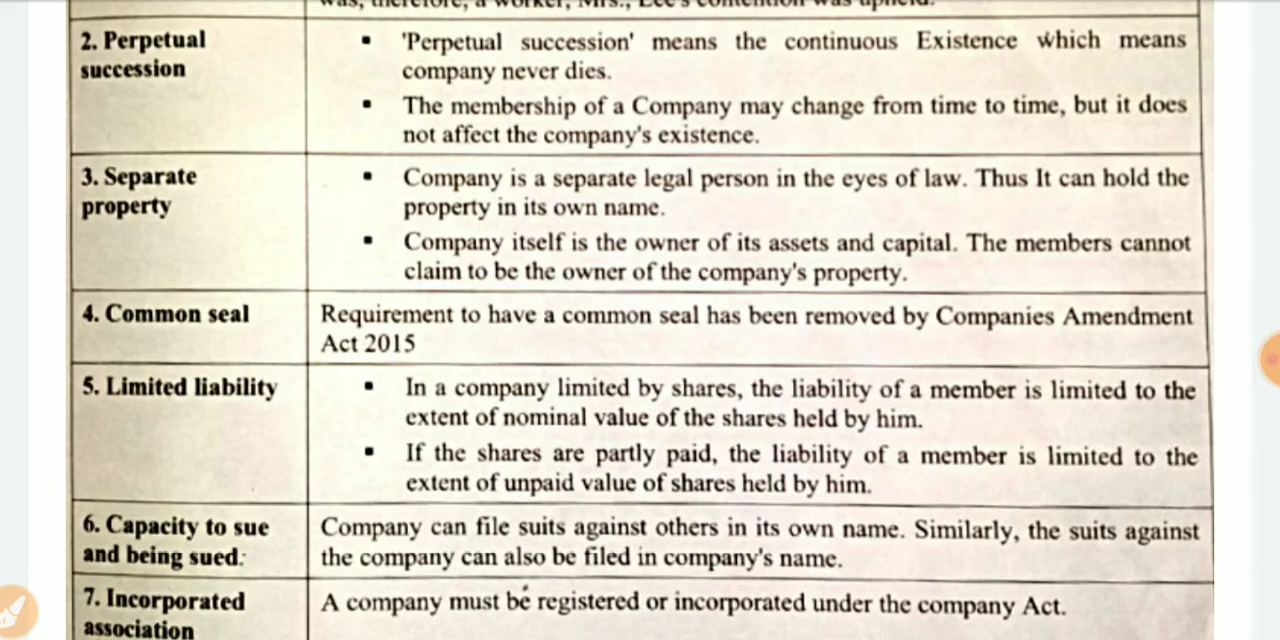 was, therefore, a worker, Mrs., Lee's contention was upheld.
2. Perpetual
succession
▪ 'Perpetual succession' means the continuous Existence which means
company never dies.
▪ The membership of a Company may change from time to time, but it does
not affect the company's existence.
3. Separate
property
▪ Company is a separate legal person in the eyes of law. Thus It can hold the
property in its own name.
▪ Company itself is the owner of its assets and capital. The members cannot
claim to be the owner of the company's property.
4. Common seal
Requirement to have a common seal has been removed by Companies Amendment
Act 2015
5. Limited liability
▪ In a company limited by shares, the liability of a member is limited to the
extent of nominal value of the shares held by him.
▪ If the shares are partly paid, the liability of a member is limited to the
extent of unpaid value of shares held by him.
6. Capacity to sue
and being sued:
Company can file suits against others in its own name. Similarly, the suits against
the company can also be filed in company's name.
7. Incorporated
association
A company must be registered or incorporated under the company Act.